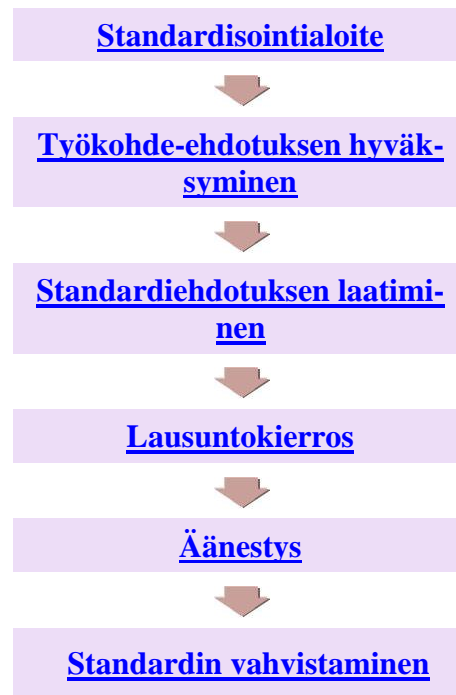 Standardisointialoite
Työkohde-ehdotuksen hyväk-
syminen
Standardiehdotuksen laatimi-
nen
Lausuntokierros
Äänestys
Standardin vahvistaminen